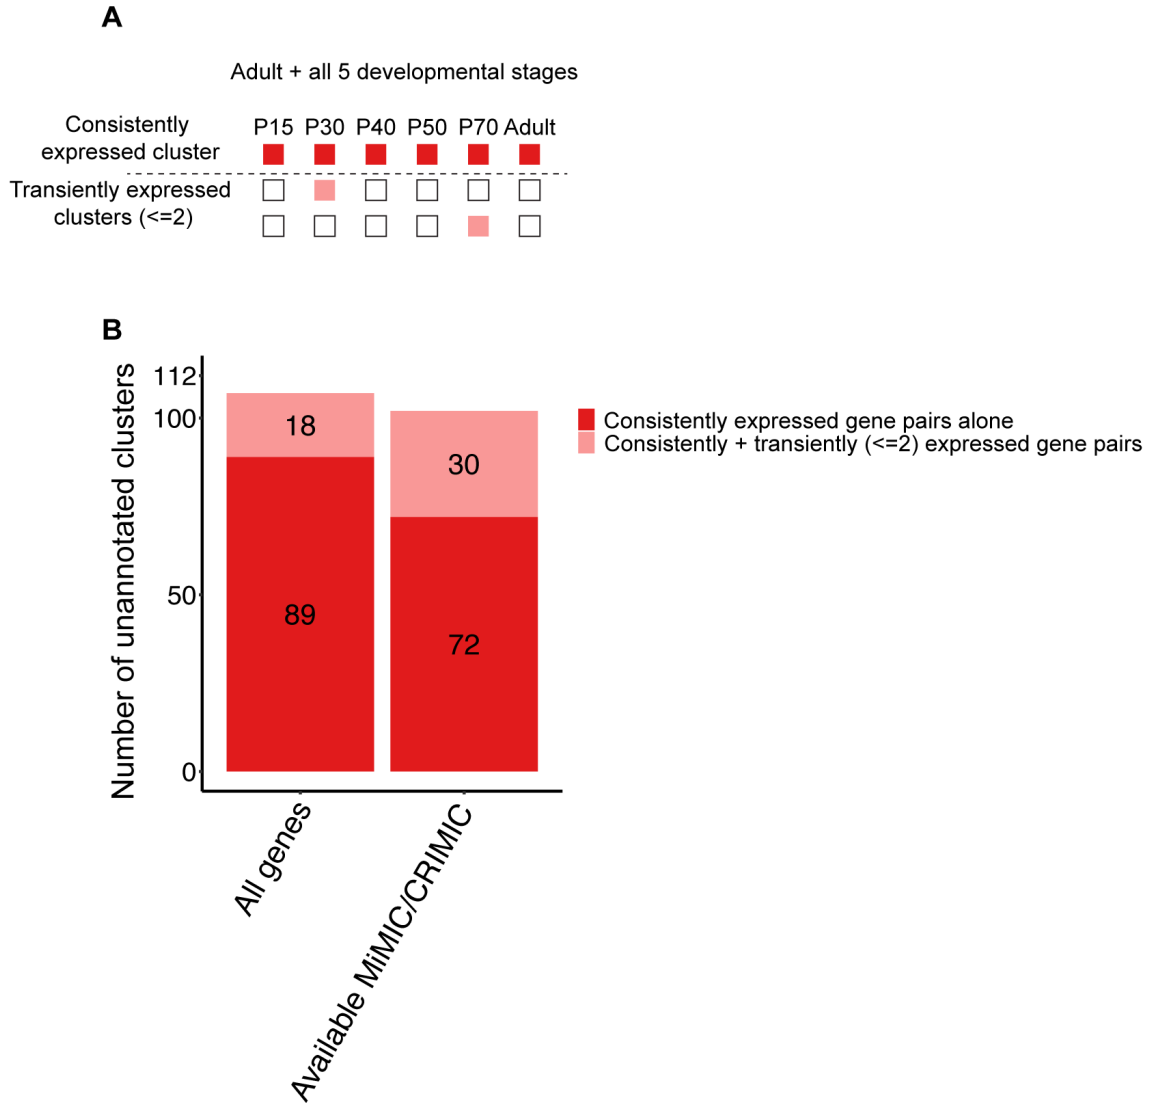 A
Adult + all 5 developmental stages
Consistently
expressed cluster
P15 P30 P40 P50 P70 Adult
Transiently expressed
clusters (<=2)
B
Number of unannotated clusters
112
100
50
0
18
89
30
72
All genes
Available MiMIC/CRIMIC
Consistently expressed gene pairs alone
Consistently + transiently (<=2) expressed gene pairs